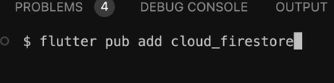 PROBLEMS 4 DEBUG CONSOLE OUTPUT
$ flutter pub add cloud_firestore